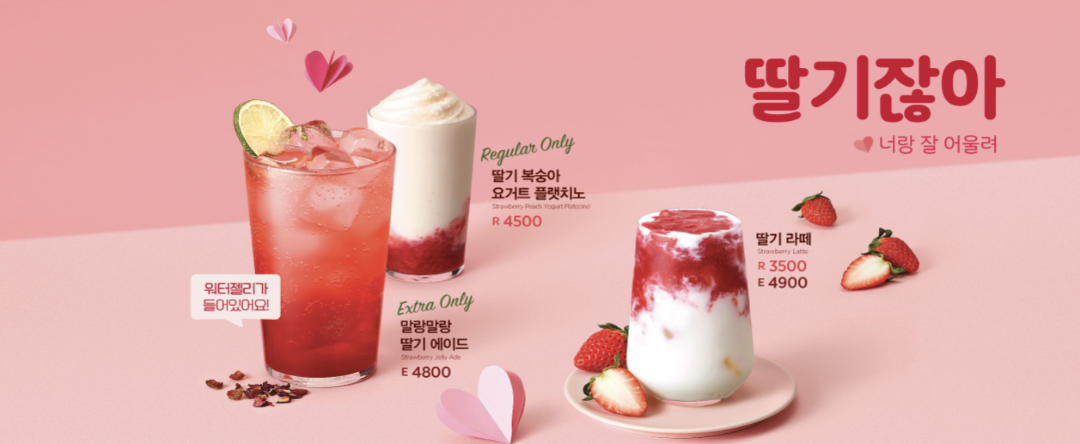 딸기잖아
너랑 잘 어울려
Regular Only
딸기 복숭아
요거트 플랫치노
Strawberry Peach Yogurt Flatccino
R 4500
딸기 라떼
Strawberry Latte
R 3500
E 4900
워터젤리가
들어있어요!
Extra Only
말랑말랑
딸기 에이드
Strawberry Jelly Ade
E 4800